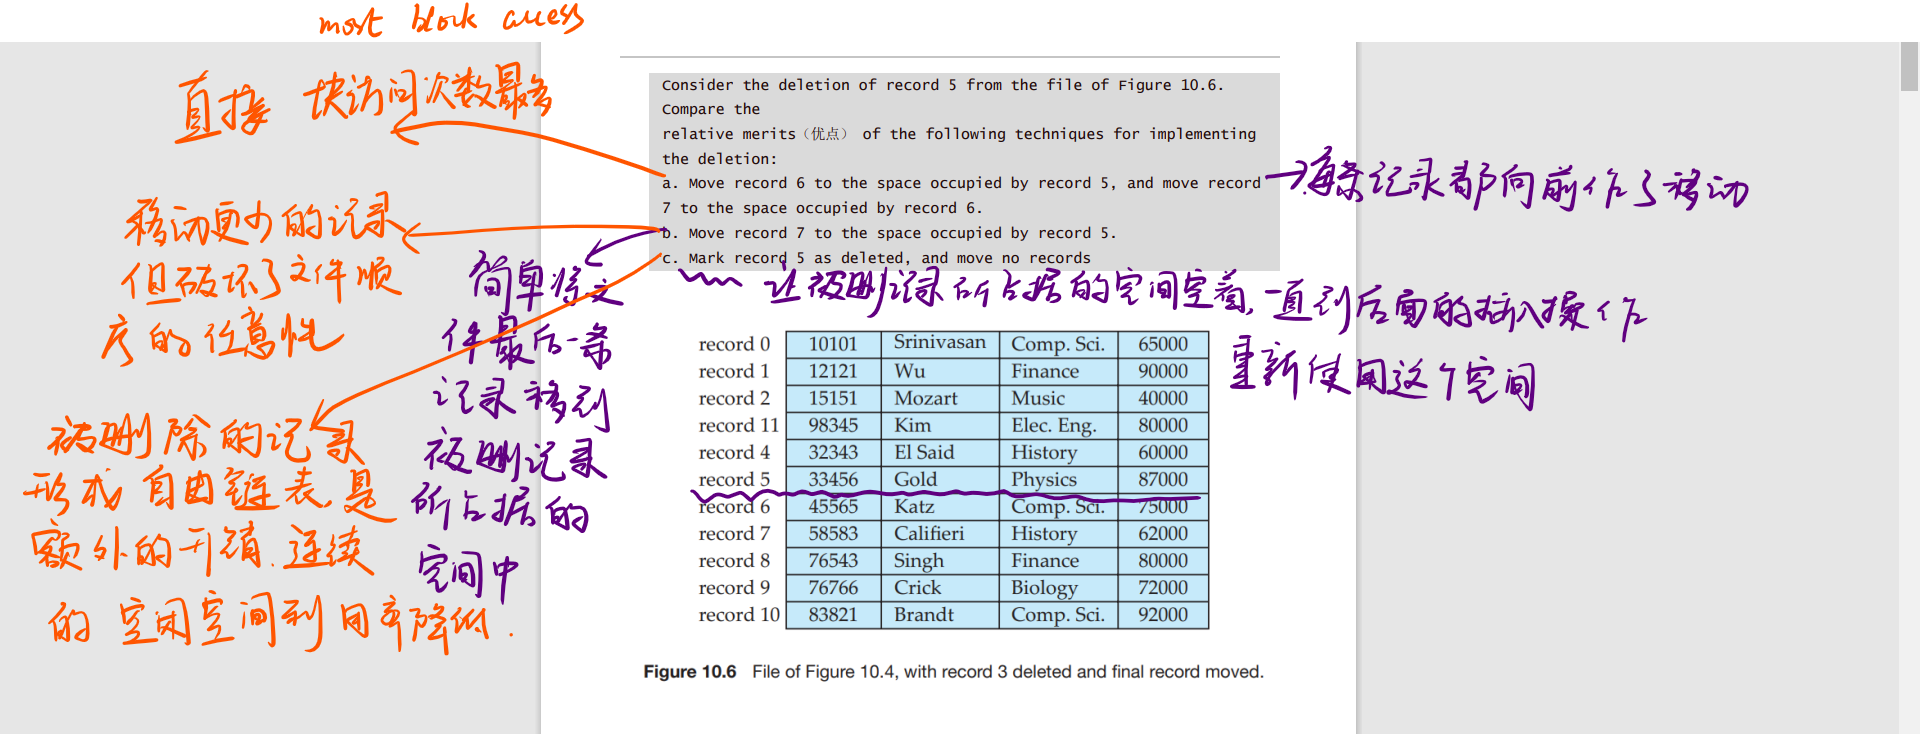 most block access
直接 块访问次数最多
Consider the deletion of record 5 from the file of Figure 10.6.
Compare the
relative merits（优点） of the following techniques for implementing
the deletion:
a. Move record 6 to the space occupied by record 5, and move record
7 to the space occupied by record 6.
b. Move record 7 to the space occupied by record 5.
c. Mark record 5 as deleted, and move no records
每条记录都向前作了移动
移动更少的记录
但破坏了文件顺
序的任意性
简单将文
件最后一条
记录移到
被删记录
所占据的
空间中
让被删记录所占据的空间空着,一直到后面的插入操作
重新使用这个空间
被删除的记录
形成自由链表,是
额外的开销.连续
的空闲空间利用率降低.
record 0 10101 Srinivasan Comp. Sci. 65000
record 1 12121 Wu Finance 90000
record 2 15151 Mozart Music 40000
record 11 98345 Kim Elec. Eng. 80000
record 4 32343 El Said History 60000
record 5 33456 Gold Physics 87000
record 6 45565 Katz Comp. Sci. 75000
record 7 58583 Califieri History 62000
record 8 76543 Singh Finance 80000
record 9 76766 Crick Biology 72000
record 10 83821 Brandt Comp. Sci. 92000
Figure 10.6 File of Figure 10.4, with record 3 deleted and final record moved.